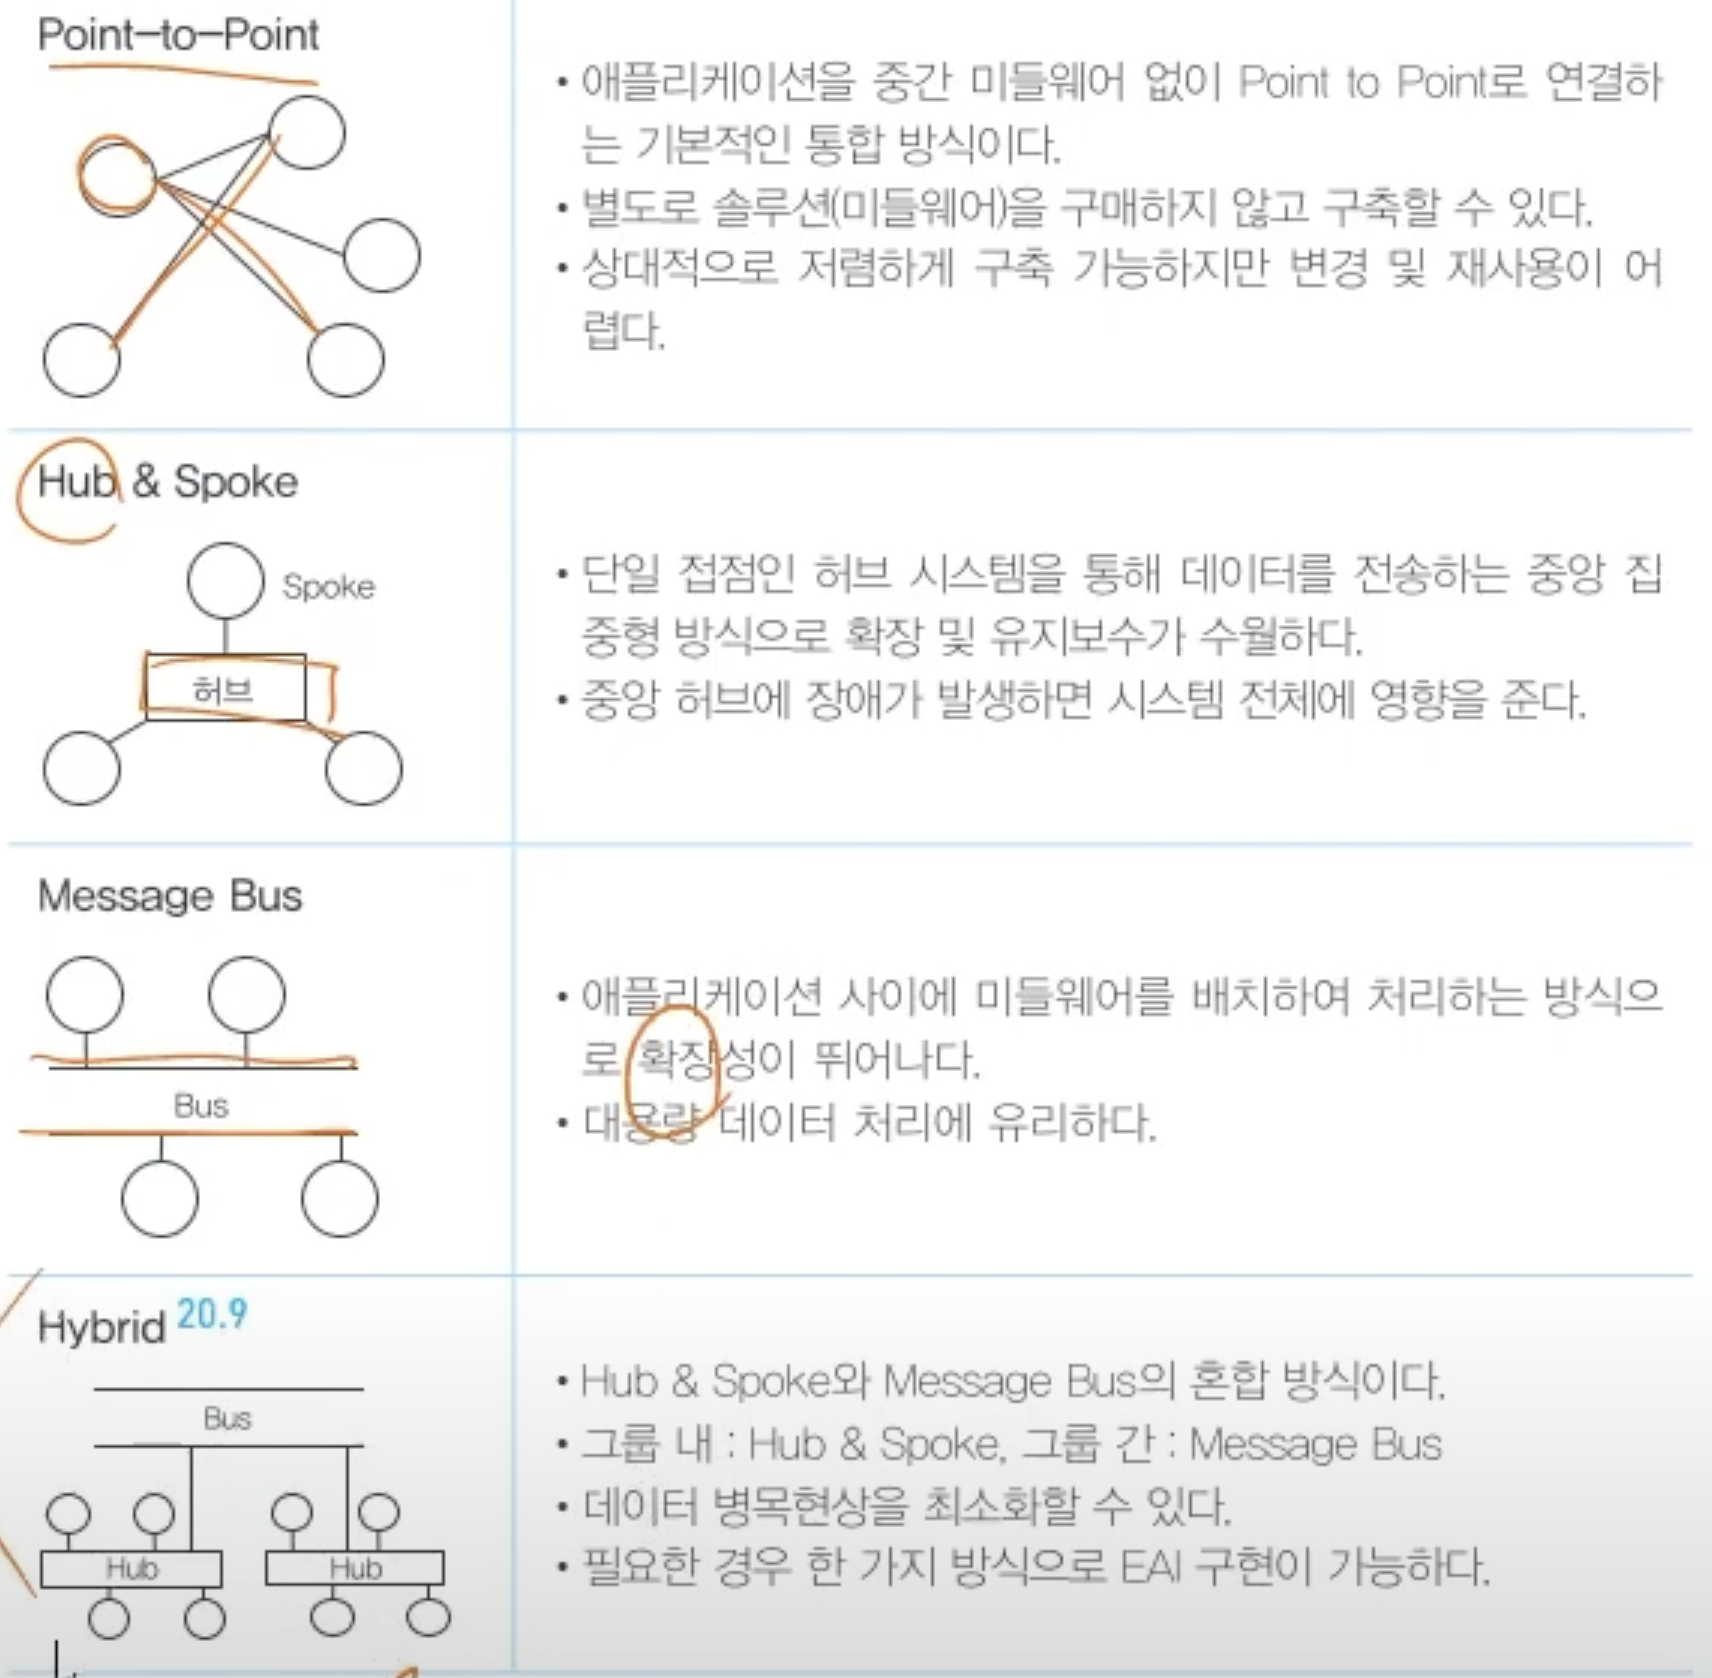 Point-to-Point
• 애플리케이션을 중간 미들웨어 없이 Point to Point로 연결하
는 기본적인 통합 방식이다.
• 별도로 솔루션(미들웨어)을 구매하지 않고 구축할 수 있다.
• 상대적으로 저렴하게 구축 가능하지만 변경 및 재사용이 어
렵다.
Hub & Spoke
Spoke
허브
• 단일 접점인 허브 시스템을 통해 데이터를 전송하는 중앙 집
중형 방식으로 확장 및 유지보수가 수월하다.
• 중앙 허브에 장애가 발생하면 시스템 전체에 영향을 준다.
Message Bus
Bus
• 애플리케이션 사이에 미들웨어를 배치하여 처리하는 방식으
로 확장성이 뛰어나다.
• 대용량 데이터 처리에 유리하다.
Hybrid 20.9
Bus
Hub Hub
• Hub & Spoke와 Message Bus의 혼합 방식이다.
• 그룹 내 : Hub & Spoke, 그룹 간 : Message Bus
• 데이터 병목현상을 최소화할 수 있다.
• 필요한 경우 한 가지 방식으로 EAI 구현이 가능하다.